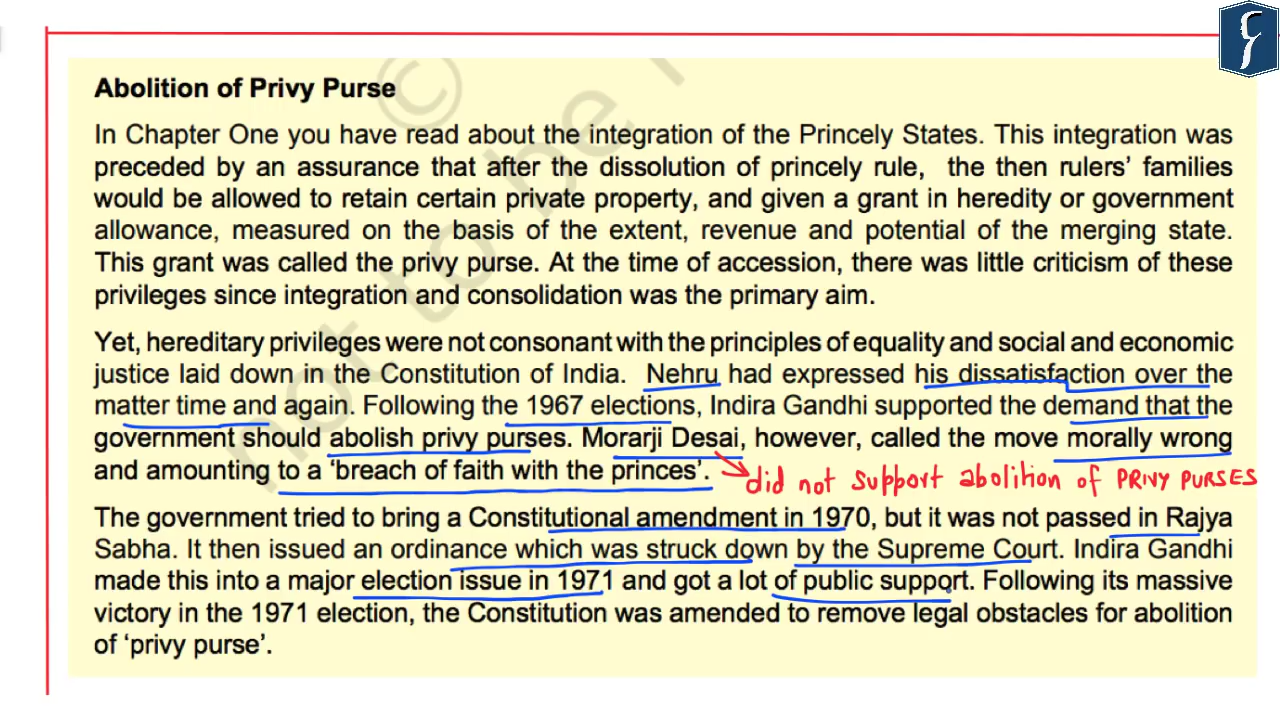 Abolition of Privy Purse
In Chapter One you have read about the integration of the Princely States. This integration was
preceded by an assurance that after the dissolution of princely rule, the then rulers' families
would be allowed to retain certain private property, and given a grant in heredity or government
allowance, measured on the basis of the extent, revenue and potential of the merging state.
This grant was called the privy purse. At the time of accession, there was little criticism of these
privileges since integration and consolidation was the primary aim.
Yet, hereditary privileges were not consonant with the principles of equality and social and economic
justice laid down in the Constitution of India. Nehru had expressed his dissatisfaction over the
matter time and again. Following the 1967 elections, Indira Gandhi supported the demand that the
government should abolish privy purses. Morarji Desai, however, called the move morally wrong
and amounting to a 'breach of faith with the princes'.
did not support abolition of PRIVY PURSES
The government tried to bring a Constitutional amendment in 1970, but it was not passed in Rajya
Sabha. It then issued an ordinance which was struck down by the Supreme Court. Indira Gandhi
made this into a major election issue in 1971 and got a lot of public support. Following its massive
victory in the 1971 election, the Constitution was amended to remove legal obstacles for abolition
of 'privy purse'.
© not to be r